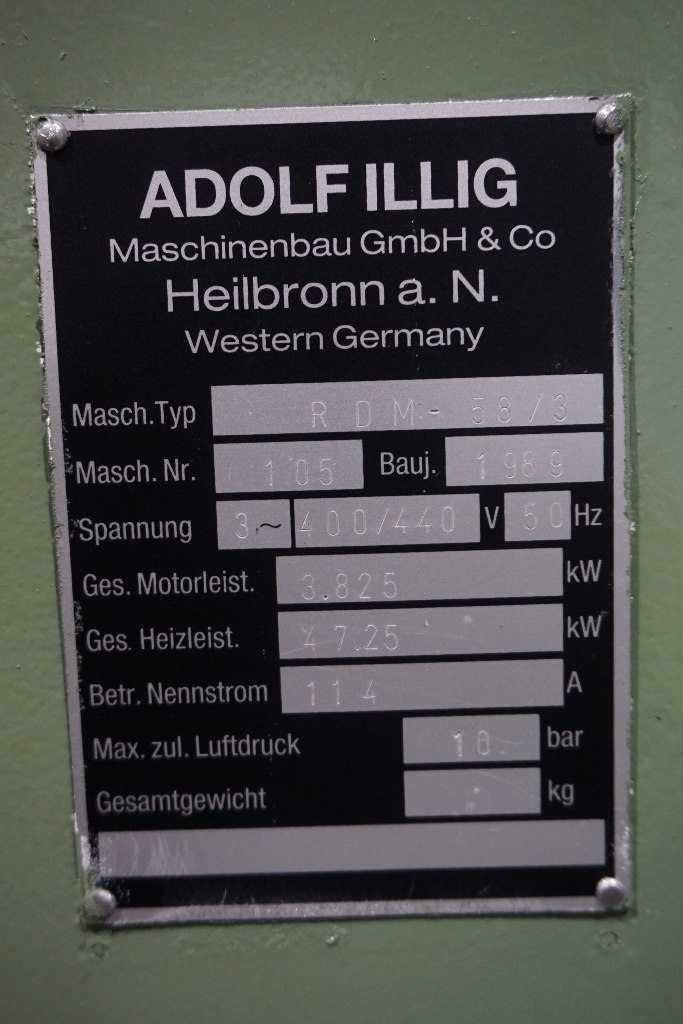 ADOLF ILLIG
Maschinenbau GmbH & Co
Heilbronn a. N.
Western Germany
Masch.Typ RDM-58/3
Masch. Nr. 105 Bauj. 1989
Spannung 3~ 400/440 V 50 Hz
Ges. Motorleist. 3.825 kW
Ges. Heizleist. 47.25 kW
Betr. Nennstrom 114 A
Max. zul. Luftdruck 10 bar
Gesamtgewicht kg